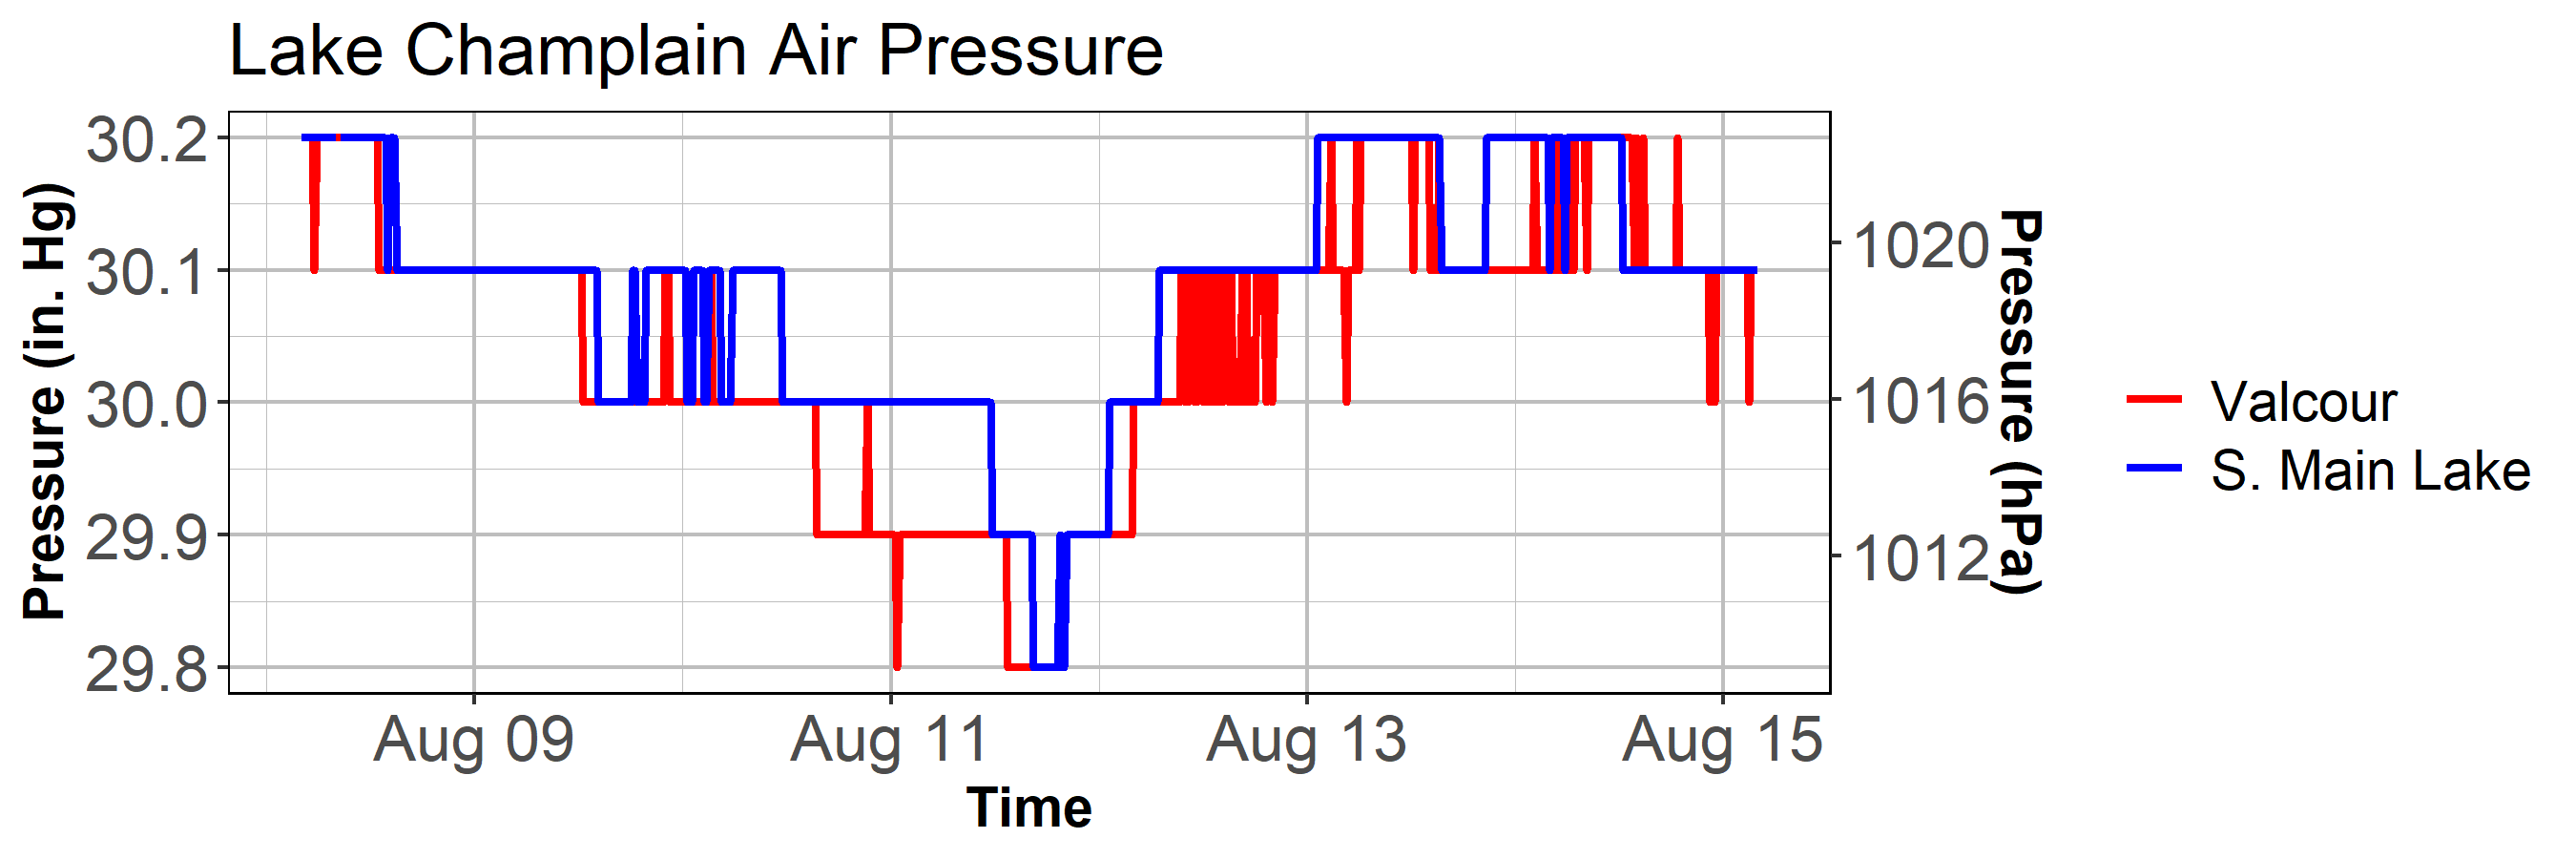 Lake Champlain Air Pressure
Pressure (in. Hg)
30.2
30.1
30.0
29.9
29.8
1020
1016
1012
Pressure (hPa)
Aug 09
Aug 11
Aug 13
Aug 15
Time
Valcour
S. Main Lake